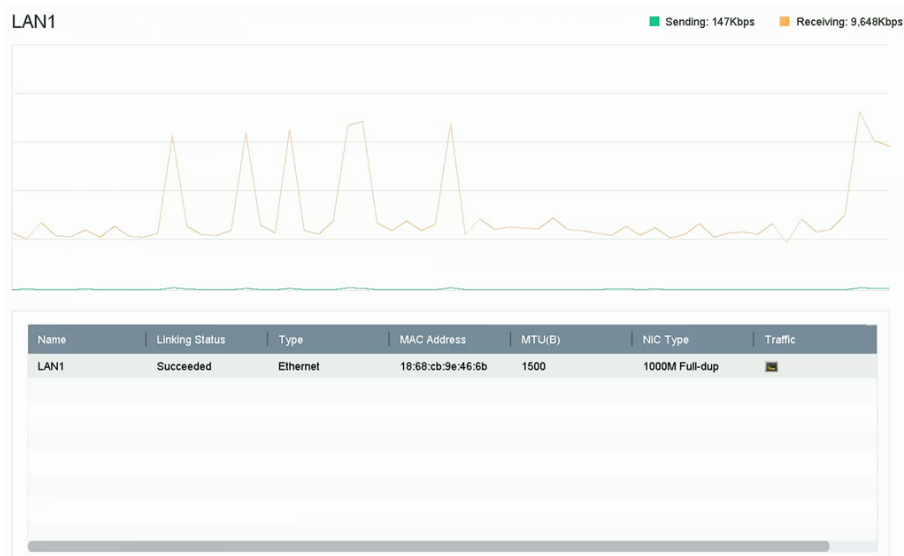 LAN1
Sending: 147Kbps Receiving: 9,648Kbps
Name Linking Status Type MAC Address MTU(B) NIC Type Traffic
LAN1 Succeeded Ethernet 18:68:cb:9e:46:6b 1500 1000M Full-dup